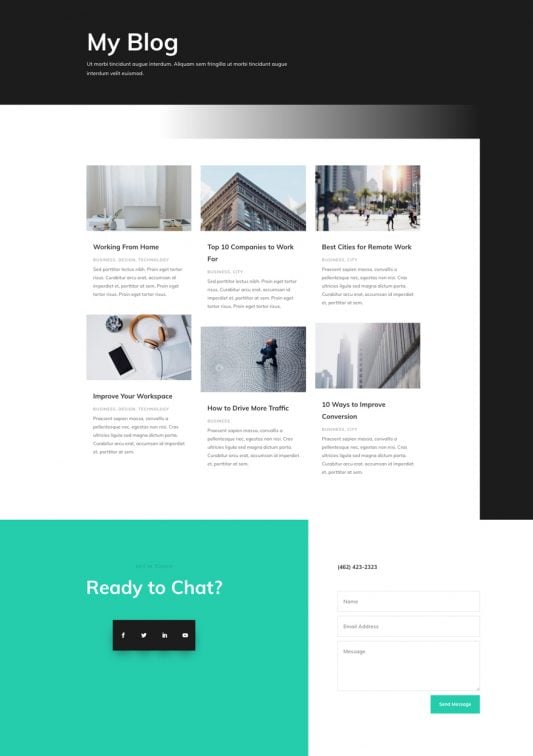 My Blog
Ut morbi tincidunt augue interdum. Aliquam sem fringilla ut morbi tincidunt augue
interdum velit euismod.
Working From Home
BUSINESS, DESIGN, TECHNOLOGY
Sed porttitor lectus nibh. Proin eget tortor
risus. Curabitur arcu erat, accumsan id
imperdiet et, porttitor at sem. Proin eget
tortor risus. Proin eget tortor risus.
Top 10 Companies to Work
For
BUSINESS, CITY
Sed porttitor lectus nibh. Proin eget tortor
risus. Curabitur arcu erat, accumsan id
imperdiet et, porttitor at sem. Proin eget
tortor risus. Proin eget tortor risus.
Best Cities for Remote Work
BUSINESS, CITY
Praesent sapien massa, convallis a
pellentesque nec, egestas non nisi. Cras
ultricies ligula sed magna dictum porta.
Curabitur arcu erat, accumsan id imperdiet
et, porttitor at sem.
Improve Your Workspace
BUSINESS, DESIGN, TECHNOLOGY
Praesent sapien massa, convallis a
pellentesque nec, egestas non nisi. Cras
ultricies ligula sed magna dictum porta.
Curabitur arcu erat, accumsan id imperdiet
et, porttitor at sem.
How to Drive More Traffic
BUSINESS
Praesent sapien massa, convallis a
pellentesque nec, egestas non nisi. Cras
ultricies ligula sed magna dictum porta.
Curabitur arcu erat, accumsan id imperdiet
et, porttitor at sem.
10 Ways to Improve
Conversion
BUSINESS, CITY
Praesent sapien massa, convallis a
pellentesque nec, egestas non nisi. Cras
ultricies ligula sed magna dictum porta.
Curabitur arcu erat, accumsan id imperdiet
et, porttitor at sem.
GET IN TOUCH
Ready to Chat?
(462) 423-2323
Name
Email Address
Message
Send Message